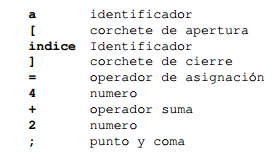 a identificador
[ corchete de apertura
indice Identificador
] corchete de cierre
= operador de asignación
4 numero
+ operador suma
2 numero
; punto y coma